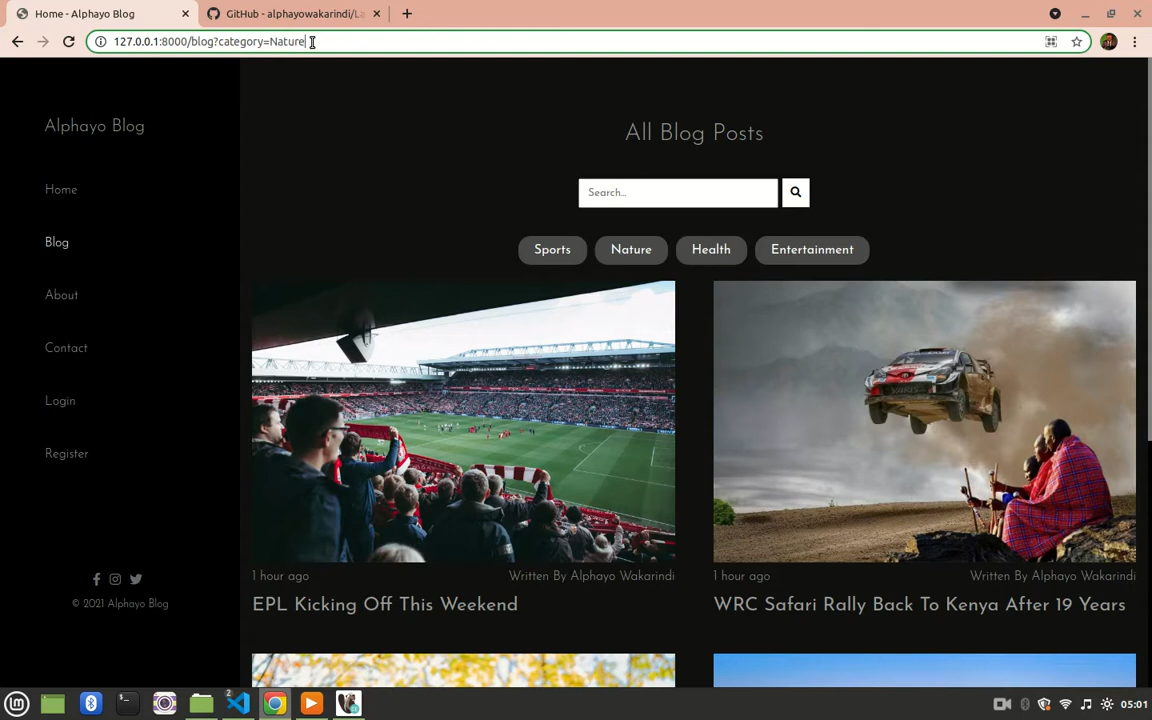 Home - Alphayo Blog
GitHub - alphayowakarindi/La
127.0.0.1:8000/blog?category=Nature
Alphayo Blog
Home
Blog
About
Contact
Login
Register
© 2021 Alphayo Blog
All Blog Posts
Search...
Sports
Nature
Health
Entertainment
1 hour ago
Written By Alphayo Wakarindi
EPL Kicking Off This Weekend
1 hour ago
Written By Alphayo Wakarindi
WRC Safari Rally Back To Kenya After 19 Years
2
05:01